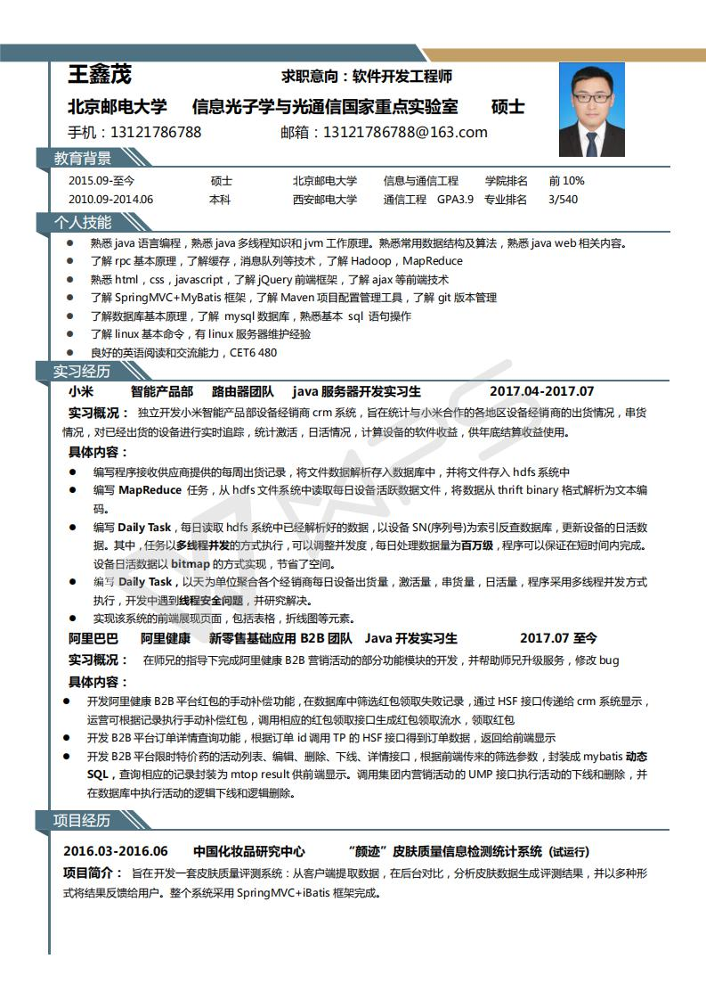 王鑫茂 求职意向：软件开发工程师
北京邮电大学 信息光子学与光通信国家重点实验室 硕士
手机：13121786788 邮箱：13121786788@163.com
教育背景
2015.09-至今 硕士 北京邮电大学 信息与通信工程 学院排名 前 10%
2010.09-2014.06 本科 西安邮电大学 通信工程 GPA3.9 专业排名 3/540
个人技能
● 熟悉 java 语言编程，熟悉 java 多线程知识和 jvm 工作原理。熟悉常用数据结构及算法，熟悉 java web 相关内容。
● 了解 rpc 基本原理，了解缓存，消息队列等技术，了解 Hadoop，MapReduce
● 熟悉 html，css，javascript，了解 jQuery 前端框架，了解 ajax 等前端技术
● 了解 SpringMVC+MyBatis 框架，了解 Maven 项目配置管理工具，了解 git 版本管理
● 了解数据库基本原理，了解 mysql 数据库，熟悉基本 sql 语句操作
● 了解 linux 基本命令，有 linux 服务器维护经验
● 良好的英语阅读和交流能力，CET6 480
实习经历
小米 智能产品部 路由器团队 java 服务器开发实习生 2017.04-2017.07
实习概况： 独立开发小米智能产品部设备经销商 crm 系统，旨在统计与小米合作的各地区设备经销商的出货情况，串货
情况，对已经出货的设备进行实时追踪，统计激活，日活情况，计算设备的软件收益，供年底结算收益使用。
具体内容：
● 编写程序接收供应商提供的每周出货记录，将文件数据解析存入数据库中，并将文件存入 hdfs 系统中
● 编写 MapReduce 任务，从 hdfs 文件系统中读取每日设备活跃数据文件，将数据从 thrift binary 格式解析为文本编
码。
● 编写 Daily Task，每日读取 hdfs 系统中已经解析好的数据，以设备 SN(序列号)为索引反查数据库，更新设备的日活数
据。其中，任务以多线程并发的方式执行，可以调整并发度，每日处理数据量为百万级，程序可以保证在短时间内完成。
设备日活数据以 bitmap 的方式实现，节省了空间。
● 编写 Daily Task，以天为单位聚合各个经销商每日设备出货量，激活量，串货量，日活量，程序采用多线程并发方式
执行，开发中遇到线程安全问题，并研究解决。
● 实现该系统的前端展现页面，包括表格，折线图等元素。
阿里巴巴 阿里健康 新零售基础应用 B2B 团队 Java 开发实习生 2017.07 至今
实习概况： 在师兄的指导下完成阿里健康 B2B 营销活动的部分功能模块的开发，并帮助师兄升级服务，修改 bug
具体内容：
● 开发阿里健康 B2B 平台红包的手动补偿功能，在数据库中筛选红包领取失败记录，通过 HSF 接口传递给 crm 系统显示，
运营可根据记录执行手动补偿红包，调用相应的红包领取接口生成红包领取流水，领取红包
● 开发 B2B 平台订单详情查询功能，根据订单 id 调用 TP 的 HSF 接口得到订单数据，返回给前端显示
● 开发 B2B 平台限时特价药的活动列表、编辑、删除、下线、详情接口，根据前端传来的筛选参数，封装成 mybatis 动态
SQL，查询相应的记录封装为 mtop result 供前端显示。调用集团内营销活动的 UMP 接口执行活动的下线和删除，并
在数据库中执行活动的逻辑下线和逻辑删除。
项目经历
2016.03-2016.06 中国化妆品研究中心 “颜迹”皮肤质量信息检测统计系统 (试运行)
项目简介： 旨在开发一套皮肤质量评测系统：从客户端提取数据，在后台对比，分析皮肤数据生成评测结果，并以多种形
式将结果反馈给用户。整个系统采用 SpringMVC+iBatis 框架完成。
WPS